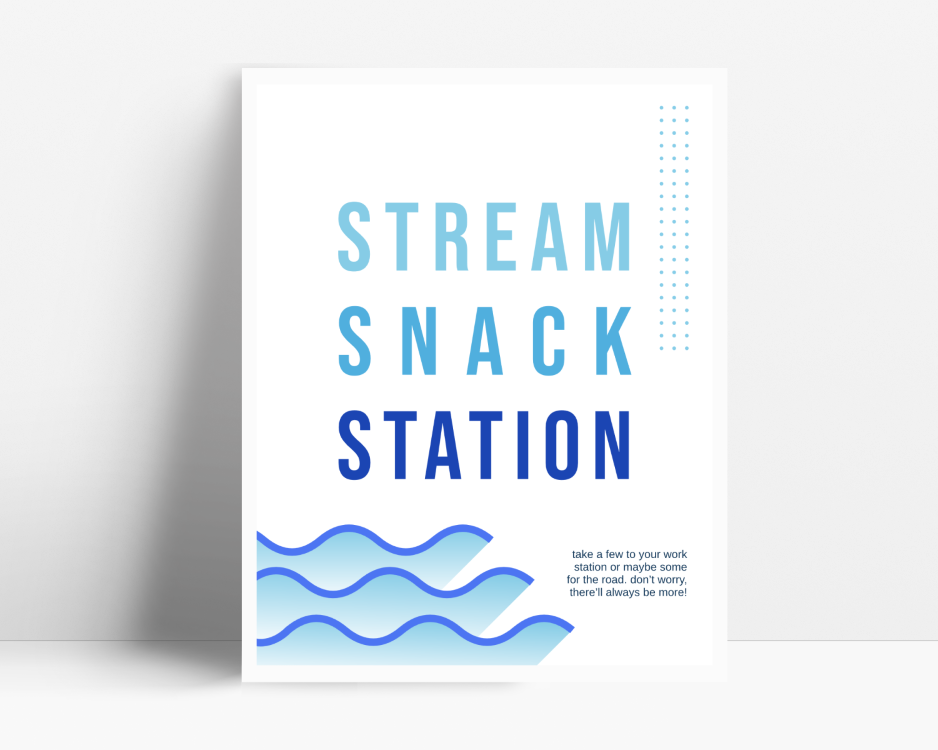 STREAM
SNACK
STATION
take a few to your work
station or maybe some
for the road. don't worry,
there'll always be more!